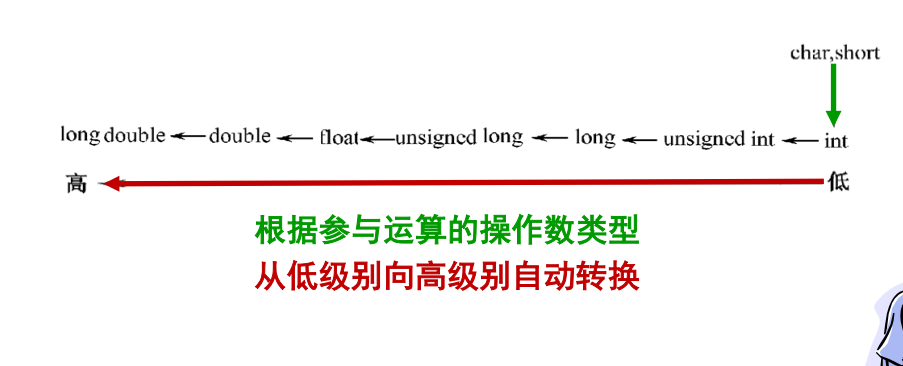 char,short
long double ← double ← float ← unsigned long ← long ← unsigned int ← int
高 低
根据参与运算的操作数类型
从低级别向高级别自动转换